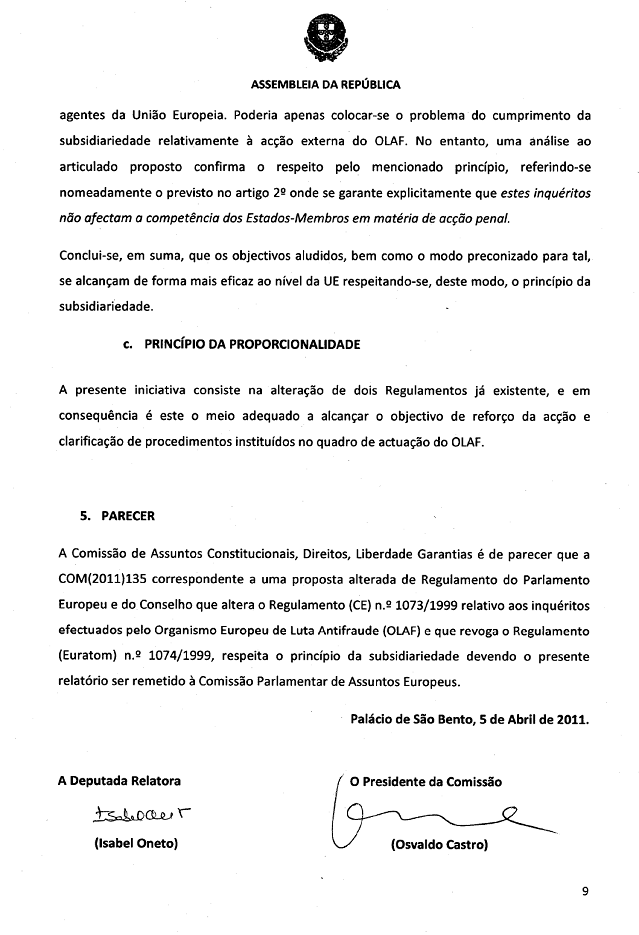 ASSEMBLEIA DA REPÚBLICA
agentes da União Europeia. Poderia apenas colocar-se o problema do cumprimento da
subsidiariedade relativamente à acção externa do OLAF. No entanto, uma análise ao
articulado proposto confirma o respeito pelo mencionado princípio, referindo-se
nomeadamente o previsto no artigo 2º onde se garante explicitamente que estes inquéritos
não afectam a competência dos Estados-Membros em matéria de acção penal.
Conclui-se, em suma, que os objectivos aludidos, bem como o modo preconizado para tal,
se alcançam de forma mais eficaz ao nível da UE respeitando-se, deste modo, o princípio da
subsidiariedade.
c. PRINCÍPIO DA PROPORCIONALIDADE
A presente iniciativa consiste na alteração de dois Regulamentos já existente, e em
consequência é este o meio adequado a alcançar o objectivo de reforço da acção e
clarificação de procedimentos instituídos no quadro de actuação do OLAF.
5. PARECER
A Comissão de Assuntos Constitucionais, Direitos, Liberdade Garantias é de parecer que a
COM(2011)135 correspondente a uma proposta alterada de Regulamento do Parlamento
Europeu e do Conselho que altera o Regulamento (CE) n.º 1073/1999 relativo aos inquéritos
efectuados pelo Organismo Europeu de Luta Antifraude (OLAF) e que revoga o Regulamento
(Euratom) n.º 1074/1999, respeita o princípio da subsidiariedade devendo o presente
relatório ser remetido à Comissão Parlamentar de Assuntos Europeus.
Palácio de São Bento, 5 de Abril de 2011.
A Deputada Relatora
O Presidente da Comissão
(Isabel Oneto)
(Osvaldo Castro)
9